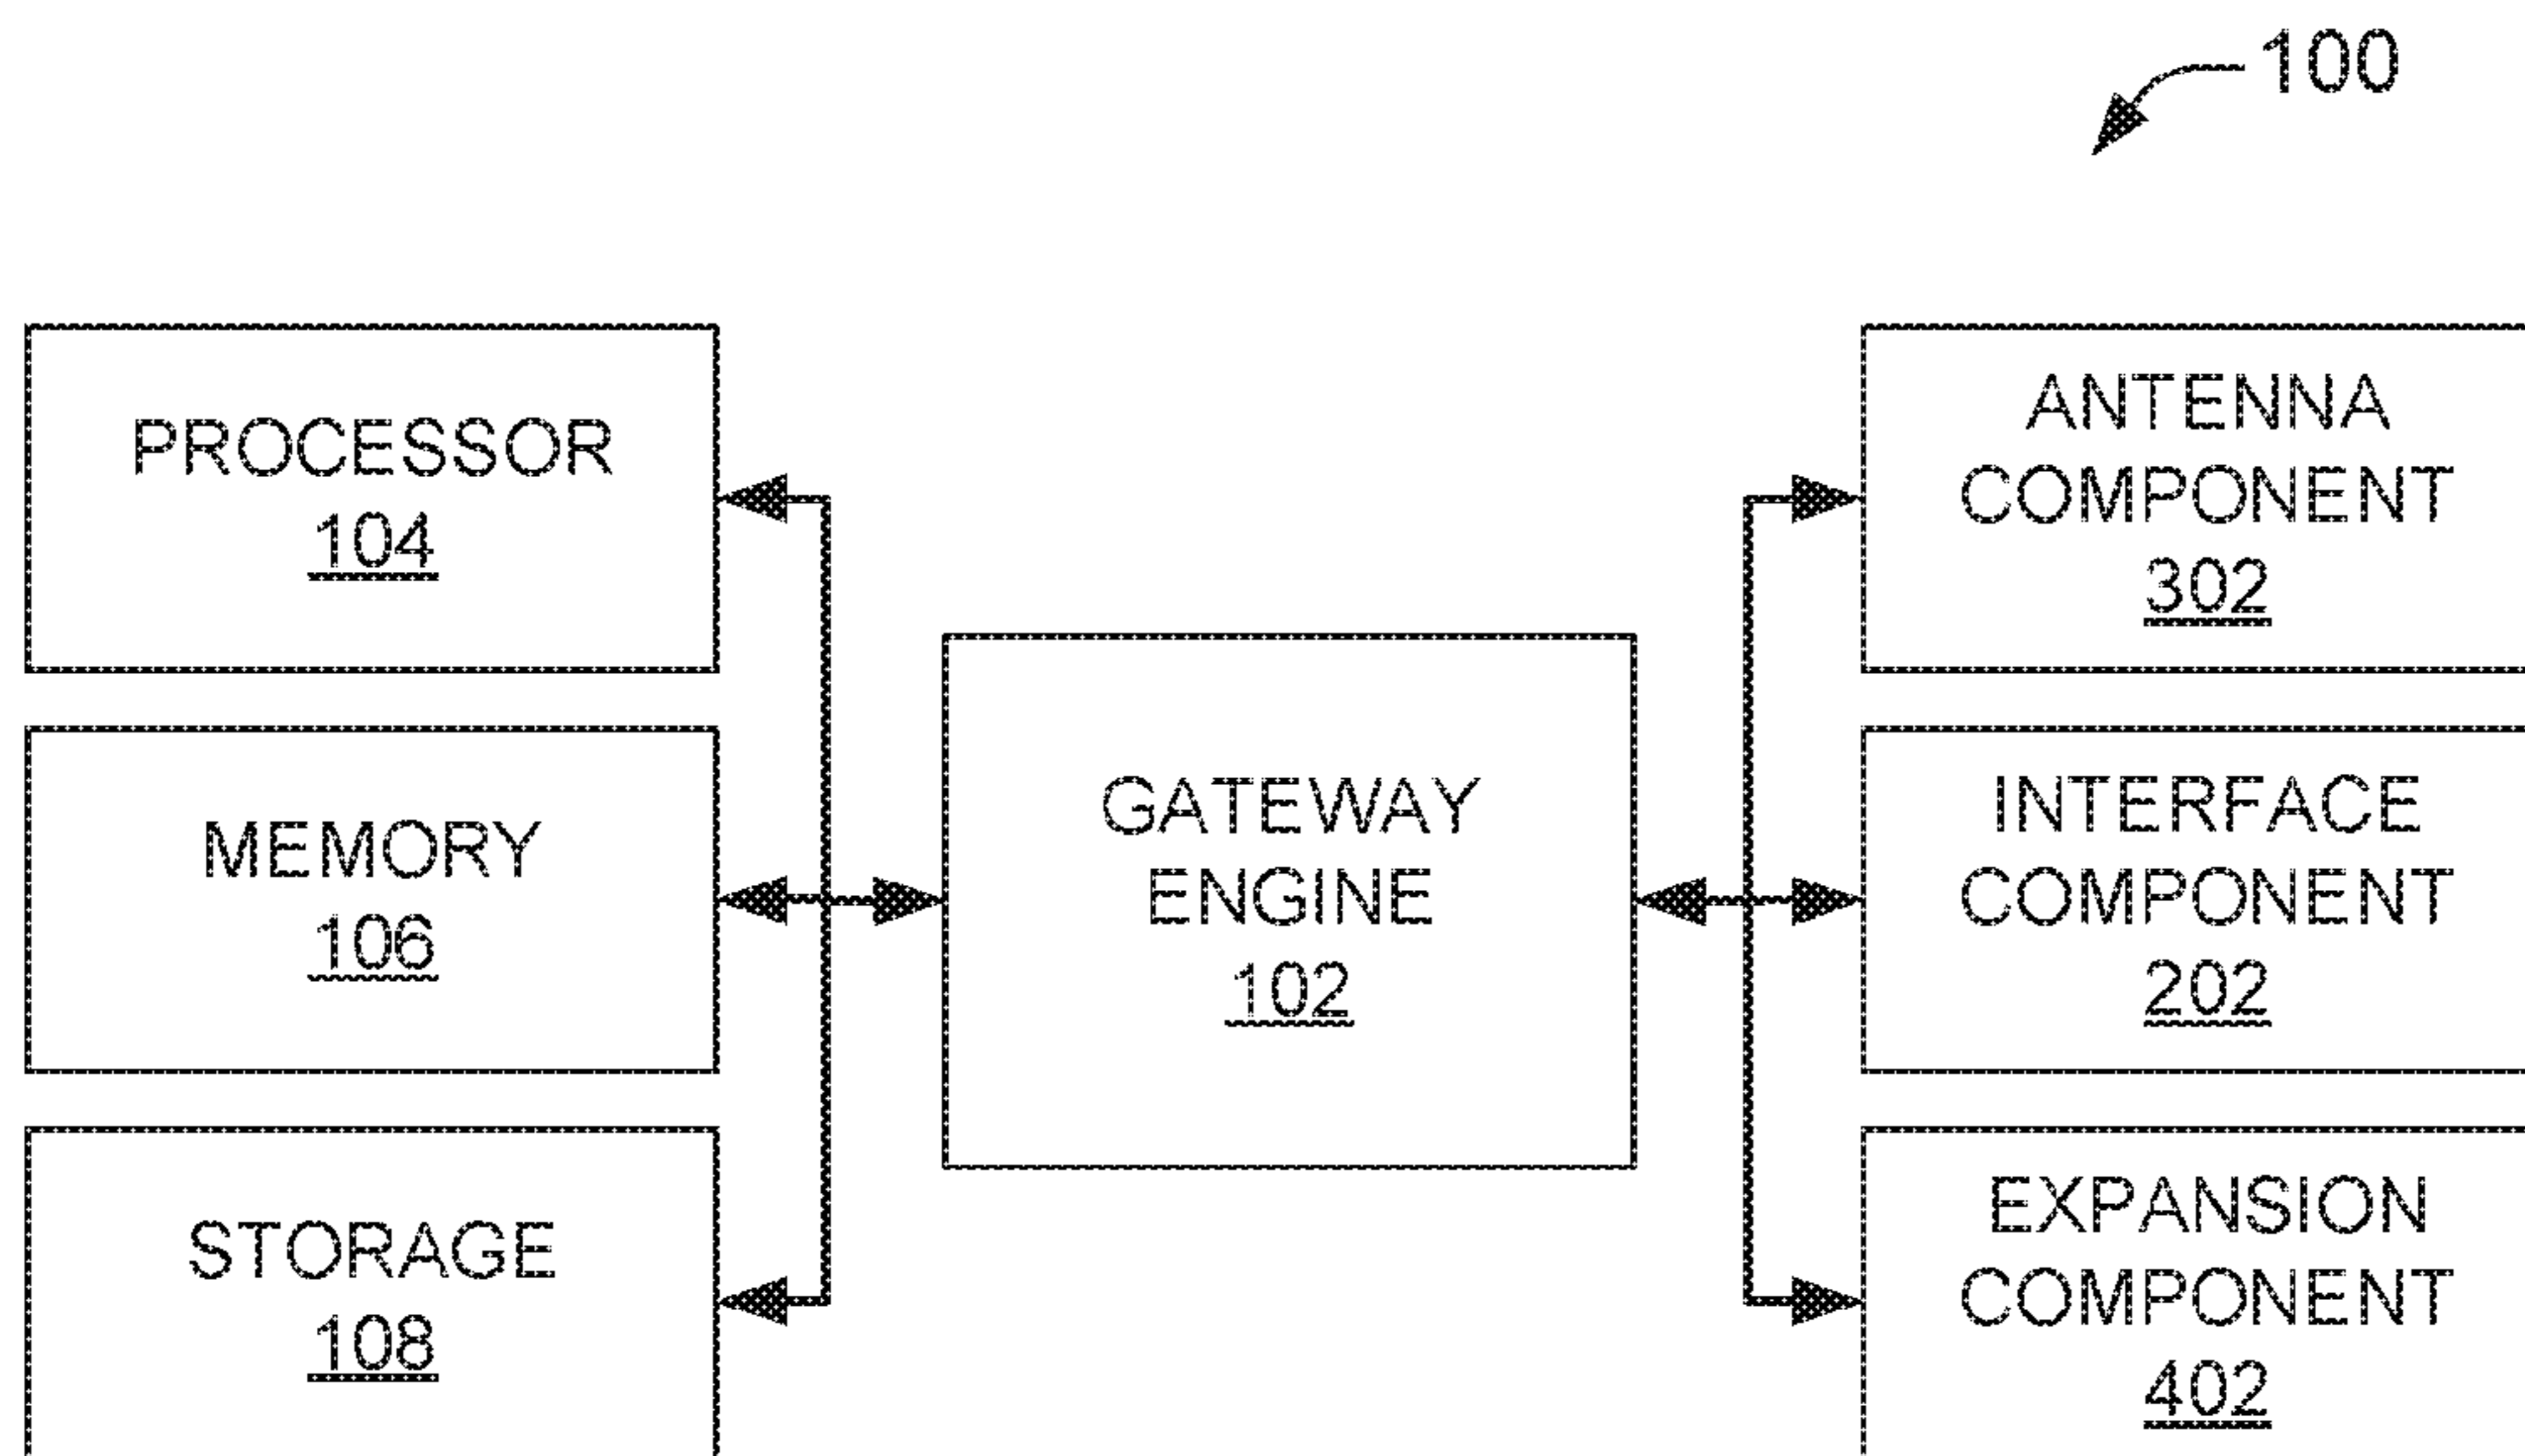 100
PROCESSOR
104
MEMORY
106
STORAGE
108
GATEWAY
ENGINE
102
ANTENNA
COMPONENT
302
INTERFACE
COMPONENT
202
EXPANSION
COMPONENT
402